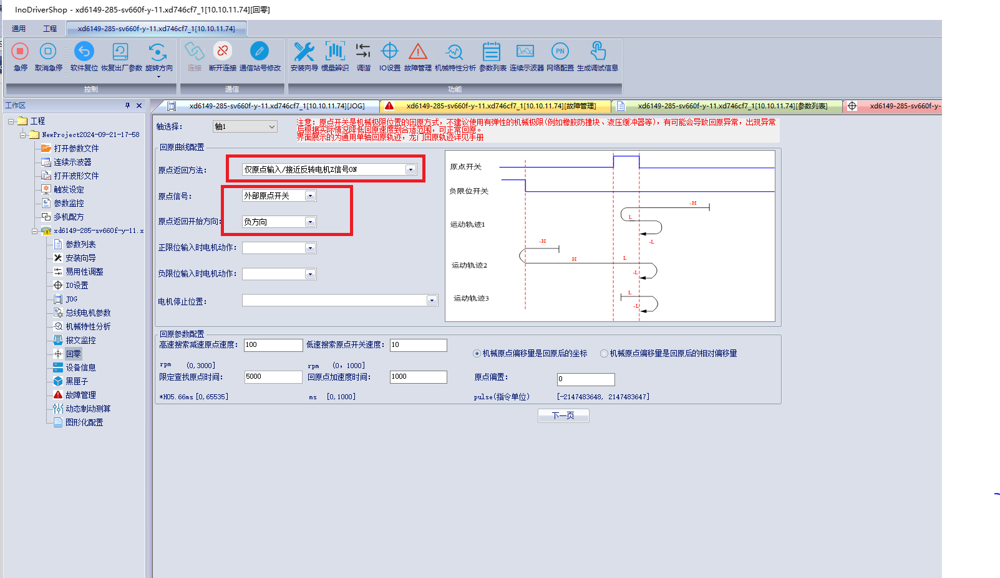 InoDriverShop - xd6149-285-sv660f-y-11.xd746cf7_1[10.10.11.74][回零]
通用 工程 xd6149-285-sv660f-y-11.xd746cf7_1[10.10.11.74]
急停 取消急停 软件复位 恢复出厂参数 旋转方向 连接 断开连接 通信站号修改 安装向导 惯量辨识 调谐 IO设置 故障管理 机械特性分析 参数列表 连续示波器 网络配置 生成调试信息
控制 通信 功能
工作区
xd6149-285-sv660f-y-11.xd746cf7_1[10.10.11.74][JOG] xd6149-285-sv660f-y-11.xd746cf7_1[10.10.11.74][故障管理] xd6149-285-sv660f-y-11.xd746cf7_1[10.10.11.74][参数列表] xd6149-285-sv660f-y-
工程
NewProject2024-09-21-17-58
打开参数文件
连续示波器
打开波形文件
触发设定
参数监控
多机配方
xd6149-285-sv660f-y-11.x
参数列表
安装向导
易用性调整
IO设置
JOG
总线电机参数
机械特性分析
报文监控
回零
设备信息
黑匣子
故障管理
动态制动测算
图形化配置
轴选择: 轴1
注意: 原点开关是机械极限位置的回原方式, 不建议使用有弹性的机械极限(例如橡胶防撞块、液压缓冲器等), 有可能会导致回原异常, 出现异常
后根据实际情况降低回原速度到合适范围, 可正常回原。
界面展示的为通用单轴回原轨迹, 龙门回原轨迹详见手册
回原曲线配置
原点返回方法: 仅原点输入/接近反转电机Z信号ON
原点信号: 外部原点开关
原点返回开始方向: 负方向
正限位输入时电机动作:
负限位输入时电机动作:
电机停止位置:
原点开关
负限位开关
-H
L
运动轨迹1
-L
-H
H L
运动轨迹2
-L
L
运动轨迹3
-L
回原参数配置
高速搜索减速原点速度: 100 低速搜索原点开关速度: 10
机械原点偏移量是回原后的坐标 机械原点偏移量是回原后的相对偏移量
rpm (0,3000] rpm (0, 1000]
限定查找原点时间: 5000 回原点加速度时间: 1000 原点偏置: 0
*H05.66ms[0,65535] ms [0,1000] pulse(指令单位) [-2147483648, 2147483647]
下一页